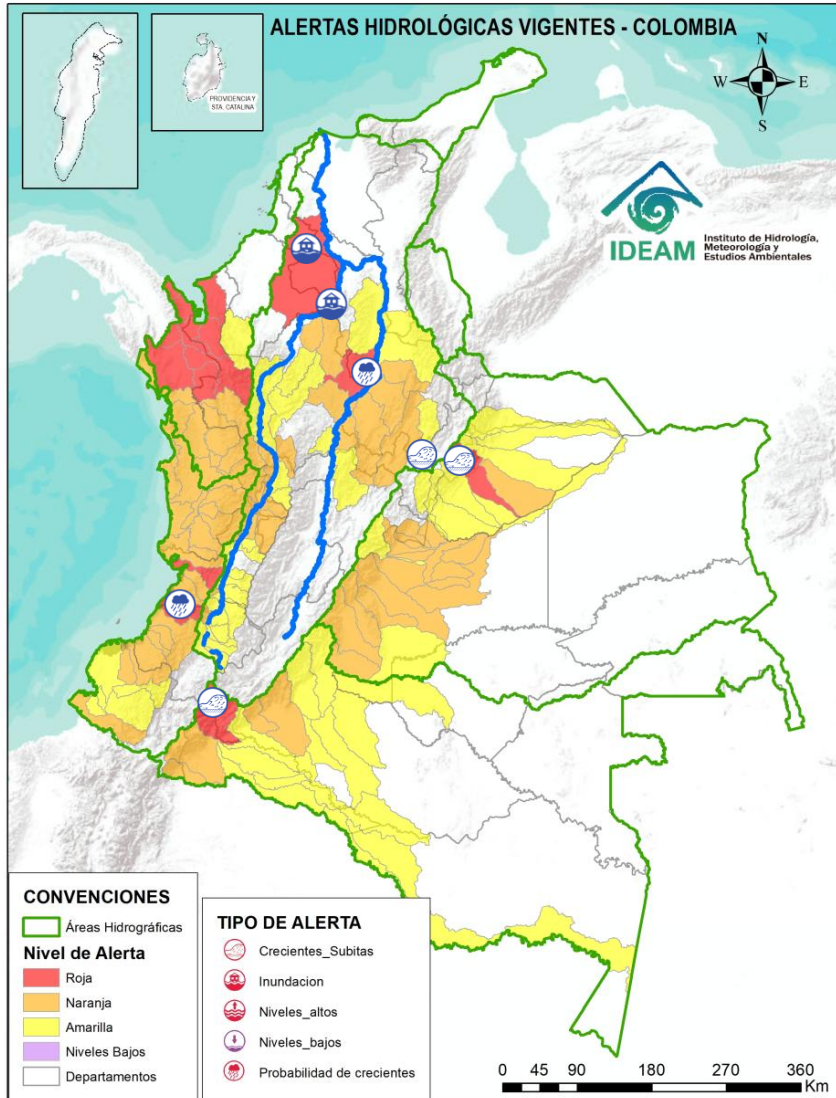 ALERTAS HIDROLÓGICAS VIGENTES - COLOMBIA
PROVIDENCIA Y
STA. CATALINA
N
W
E
S
IDEAM
Instituto de Hidrología,
Meteorología y
Estudios Ambientales
CONVENCIONES
Áreas Hidrográficas
Nivel de Alerta
Roja
Naranja
Amarilla
Niveles Bajos
Departamentos
TIPO DE ALERTA
Crecientes_Subitas
Inundacion
Niveles_altos
Niveles_bajos
Probabilidad de crecientes
0 45 90 180 270 360
Km